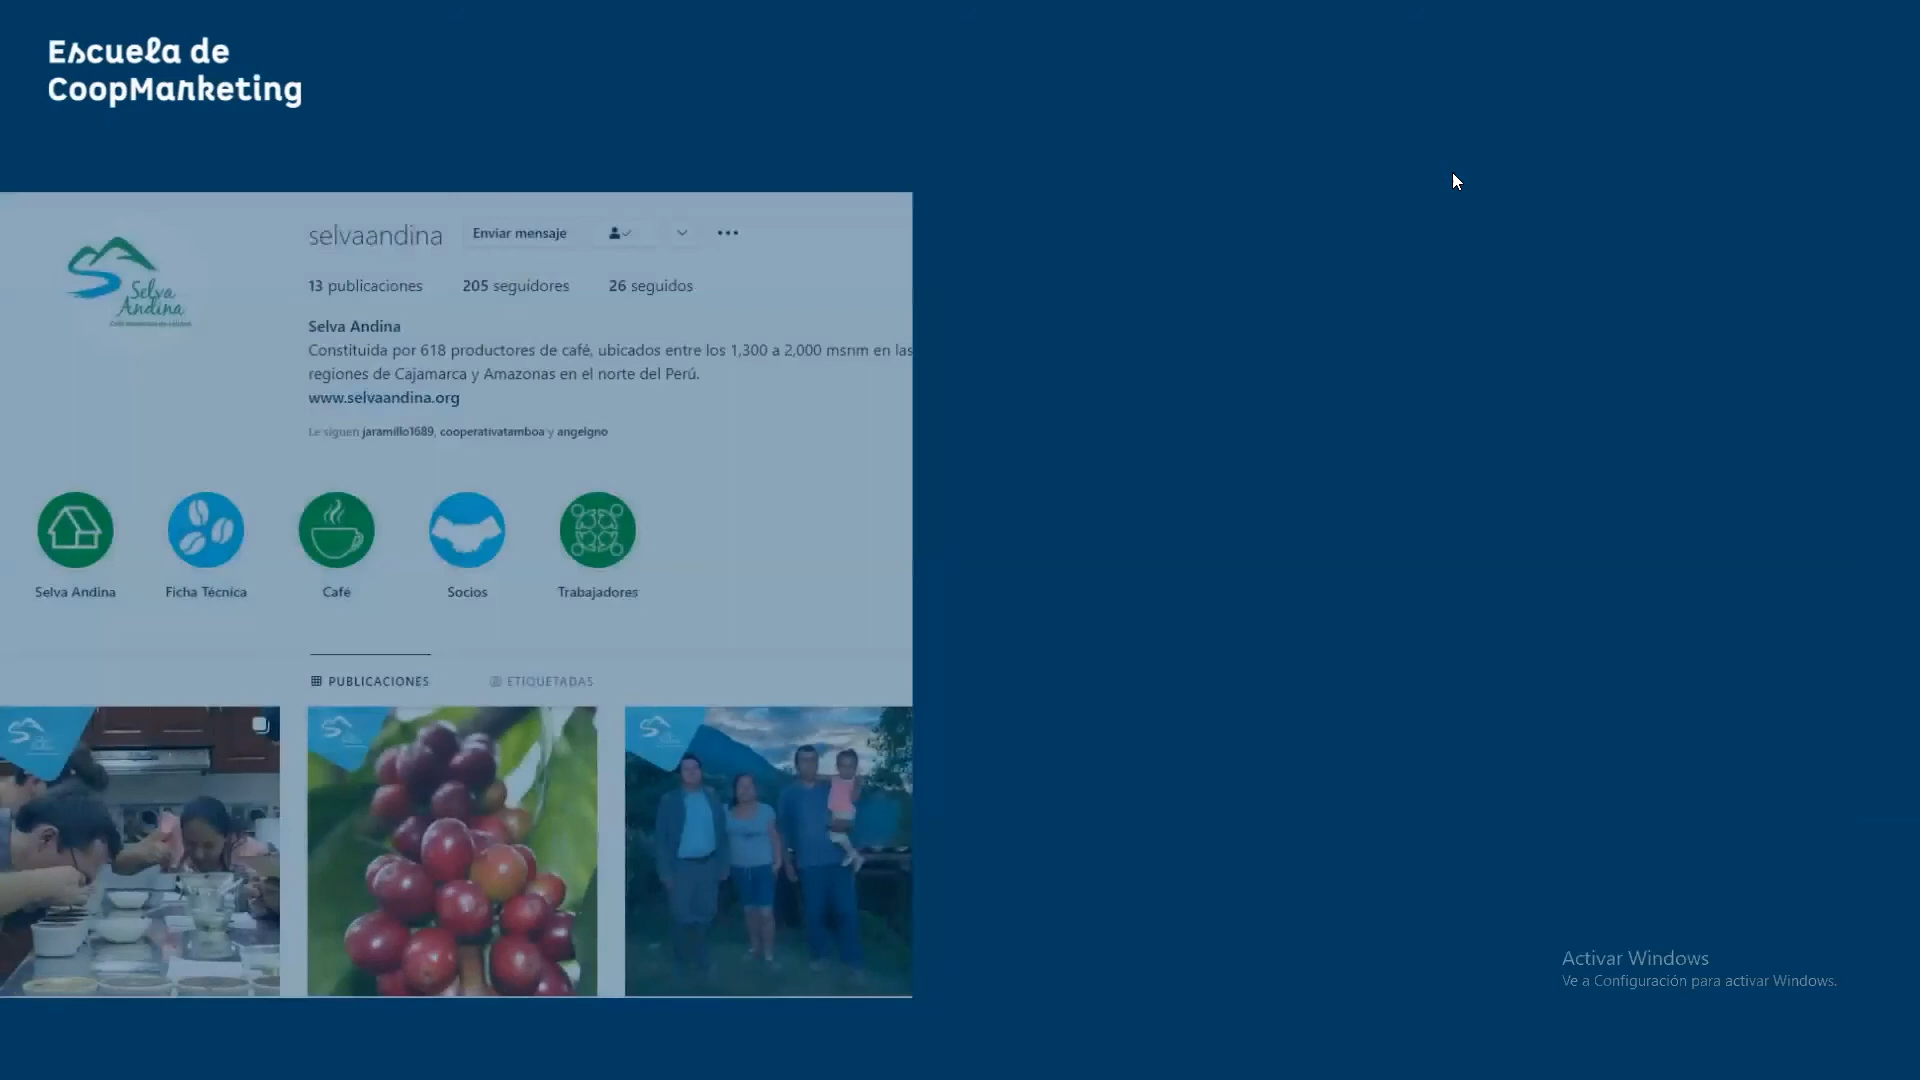 Escuela de
CoopMarketing
selvaandina
Enviar mensaje
13 publicaciones
205 seguidores
26 seguidos
Selva Andina
Constituida por 618 productores de café, ubicados entre los 1,300 a 2,000 msnm en las
regiones de Cajamarca y Amazonas en el norte del Perú.
www.selvaandina.org
Le siguen jaramillo1689, cooperativatamboa y angelgno
Selva
Andina
Selva Andina
Ficha Técnica
Café
Socios
Trabajadores
PUBLICACIONES
ETIQUETADAS
Activar Windows
Ve a Configuración para activar Windows.